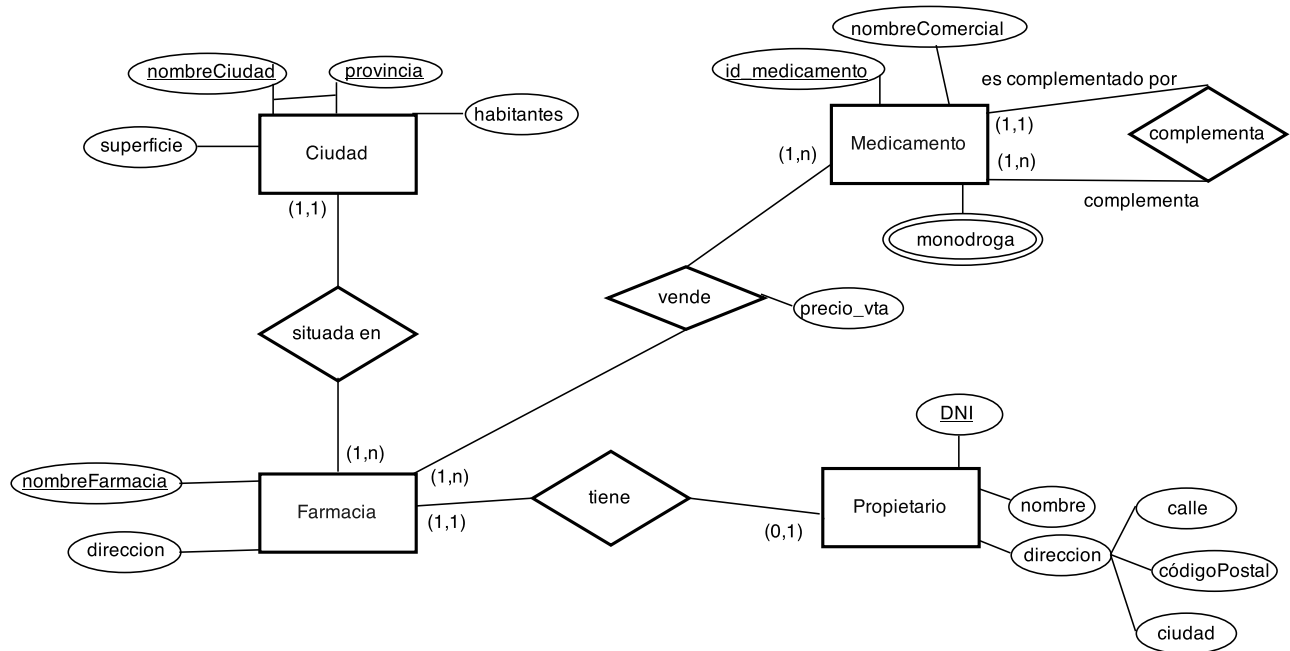 nombreComercial
nombreCiudad
provincia
id_medicamento
es complementado por
habitantes
superficie
Ciudad
Medicamento
(1,1)
complementa
(1,n)
(1,n)
complementa
(1,1)
monodroga
vende
precio_vta
situada en
DNI
(1,n)
(1,n)
nombreFarmacia
Farmacia
(1,1)
tiene
(0,1)
Propietario
nombre
calle
direccion
direccion
códigoPostal
ciudad